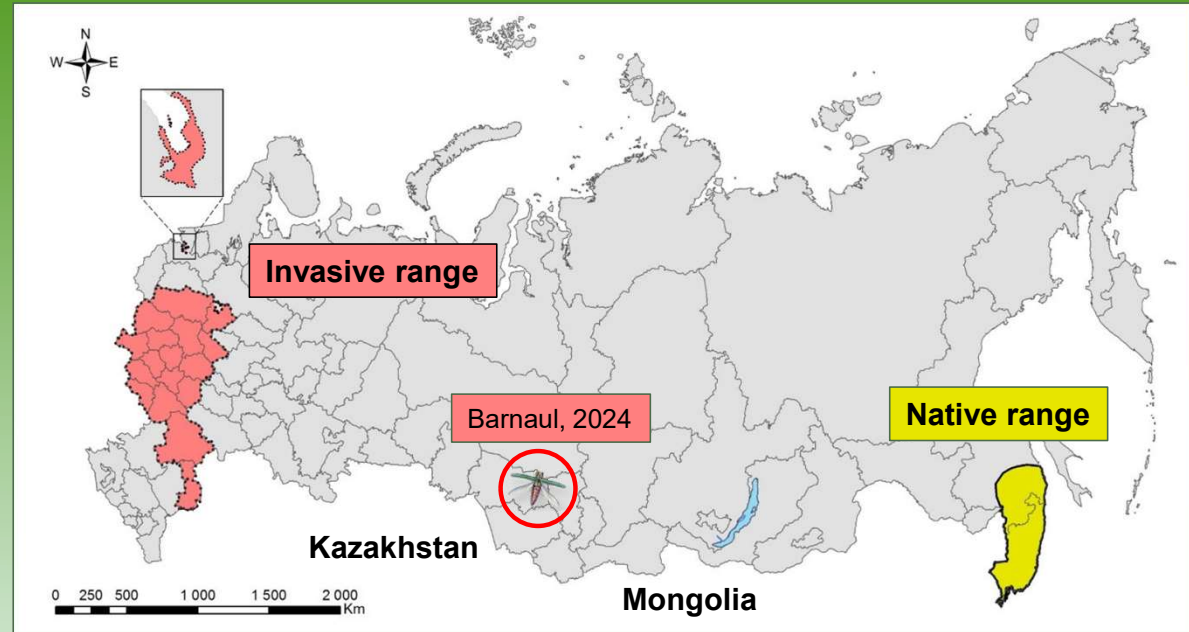 N
W E
S
Invasive range
Barnaul, 2024
Native range
Kazakhstan
Mongolia
0 250 500 1 000 1 500 2 000
Km